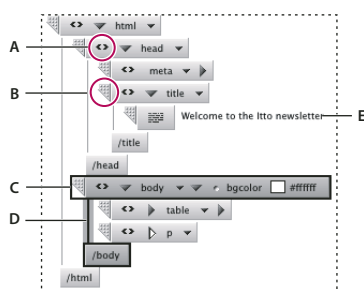 html
A head
meta
B title
Welcome to the Itto newsletter E
/title
/head
C body bgcolor #ffffff
D table
p
/body
/html